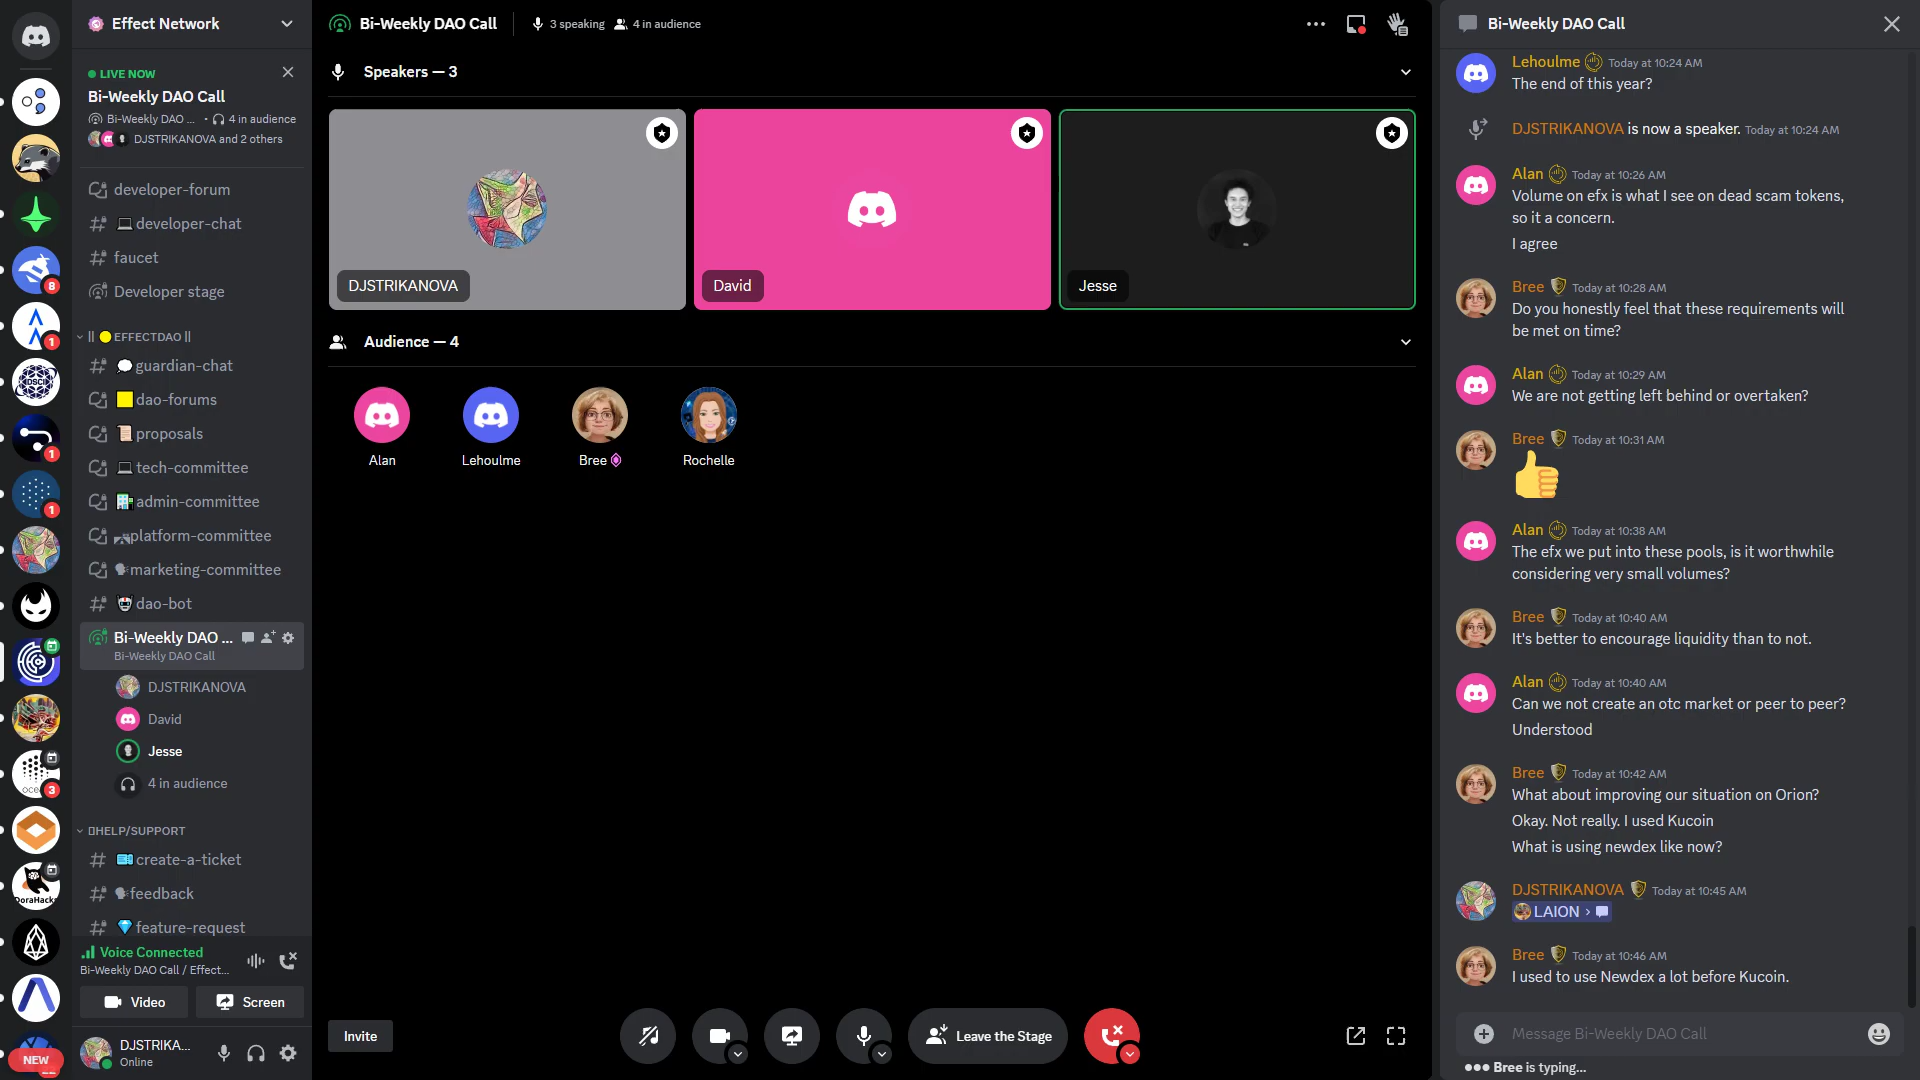 Effect Network
LIVE NOW
Bi-Weekly DAO Call
Bi-Weekly DAO ... • 4 in audience
DJSTRIKANOVA and 2 others
developer-forum
developer-chat
faucet
Developer stage
|| EFFECTDAO ||
guardian-chat
dao-forums
proposals
tech-committee
admin-committee
platform-committee
marketing-committee
dao-bot
Bi-Weekly DAO ...
Bi-Weekly DAO Call
DJSTRIKANOVA
David
Jesse
4 in audience
HELP/SUPPORT
create-a-ticket
feedback
feature-request
Voice Connected
Bi-Weekly DAO Call / Effect...
Video
Screen
DJSTRIKA...
Online
8
1
DSCI
1
1
3
DoraHacks
NEW
Bi-Weekly DAO Call
3 speaking
4 in audience
Speakers — 3
DJSTRIKANOVA
David
Jesse
Audience — 4
Alan
Lehoulme
Bree
Rochelle
Invite
Leave the Stage
Bi-Weekly DAO Call
Lehoulme Today at 10:24 AM
The end of this year?
DJSTRIKANOVA is now a speaker. Today at 10:24 AM
Alan Today at 10:26 AM
Volume on efx is what I see on dead scam tokens,
so it a concern.
I agree
Bree Today at 10:28 AM
Do you honestly feel that these requirements will
be met on time?
Alan Today at 10:29 AM
We are not getting left behind or overtaken?
Bree Today at 10:31 AM
Alan Today at 10:38 AM
The efx we put into these pools, is it worthwhile
considering very small volumes?
Bree Today at 10:40 AM
It's better to encourage liquidity than to not.
Alan Today at 10:40 AM
Can we not create an otc market or peer to peer?
Understood
Bree Today at 10:42 AM
What about improving our situation on Orion?
Okay. Not really. I used Kucoin
What is using newdex like now?
DJSTRIKANOVA Today at 10:45 AM
LAION ›
Bree Today at 10:46 AM
I used to use Newdex a lot before Kucoin.
Message Bi-Weekly DAO Call
Bree is typing...